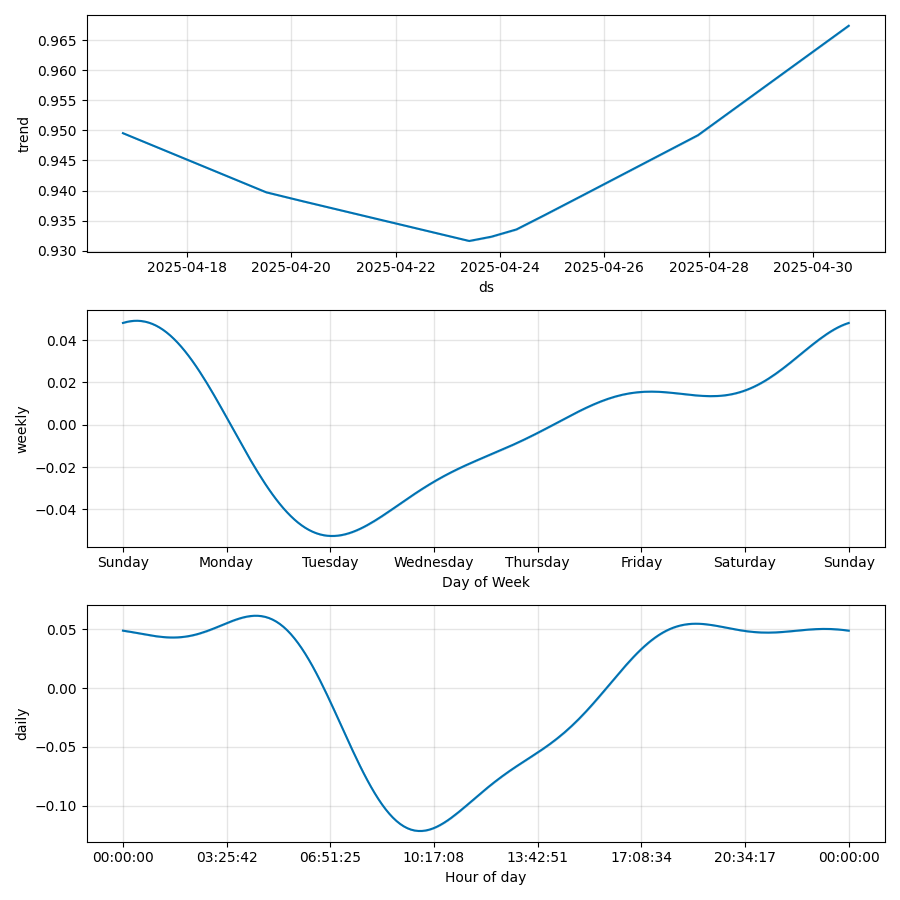 0.965
0.960
0.955
0.950
0.945
0.940
0.935
0.930
trend
2025-04-18 2025-04-20 2025-04-22 2025-04-24 2025-04-26 2025-04-28 2025-04-30
ds
0.04
0.02
0.00
−0.02
−0.04
weekly
Sunday Monday Tuesday Wednesday Thursday Friday Saturday Sunday
Day of Week
0.05
0.00
−0.05
−0.10
daily
00:00:00 03:25:42 06:51:25 10:17:08 13:42:51 17:08:34 20:34:17 00:00:00
Hour of day